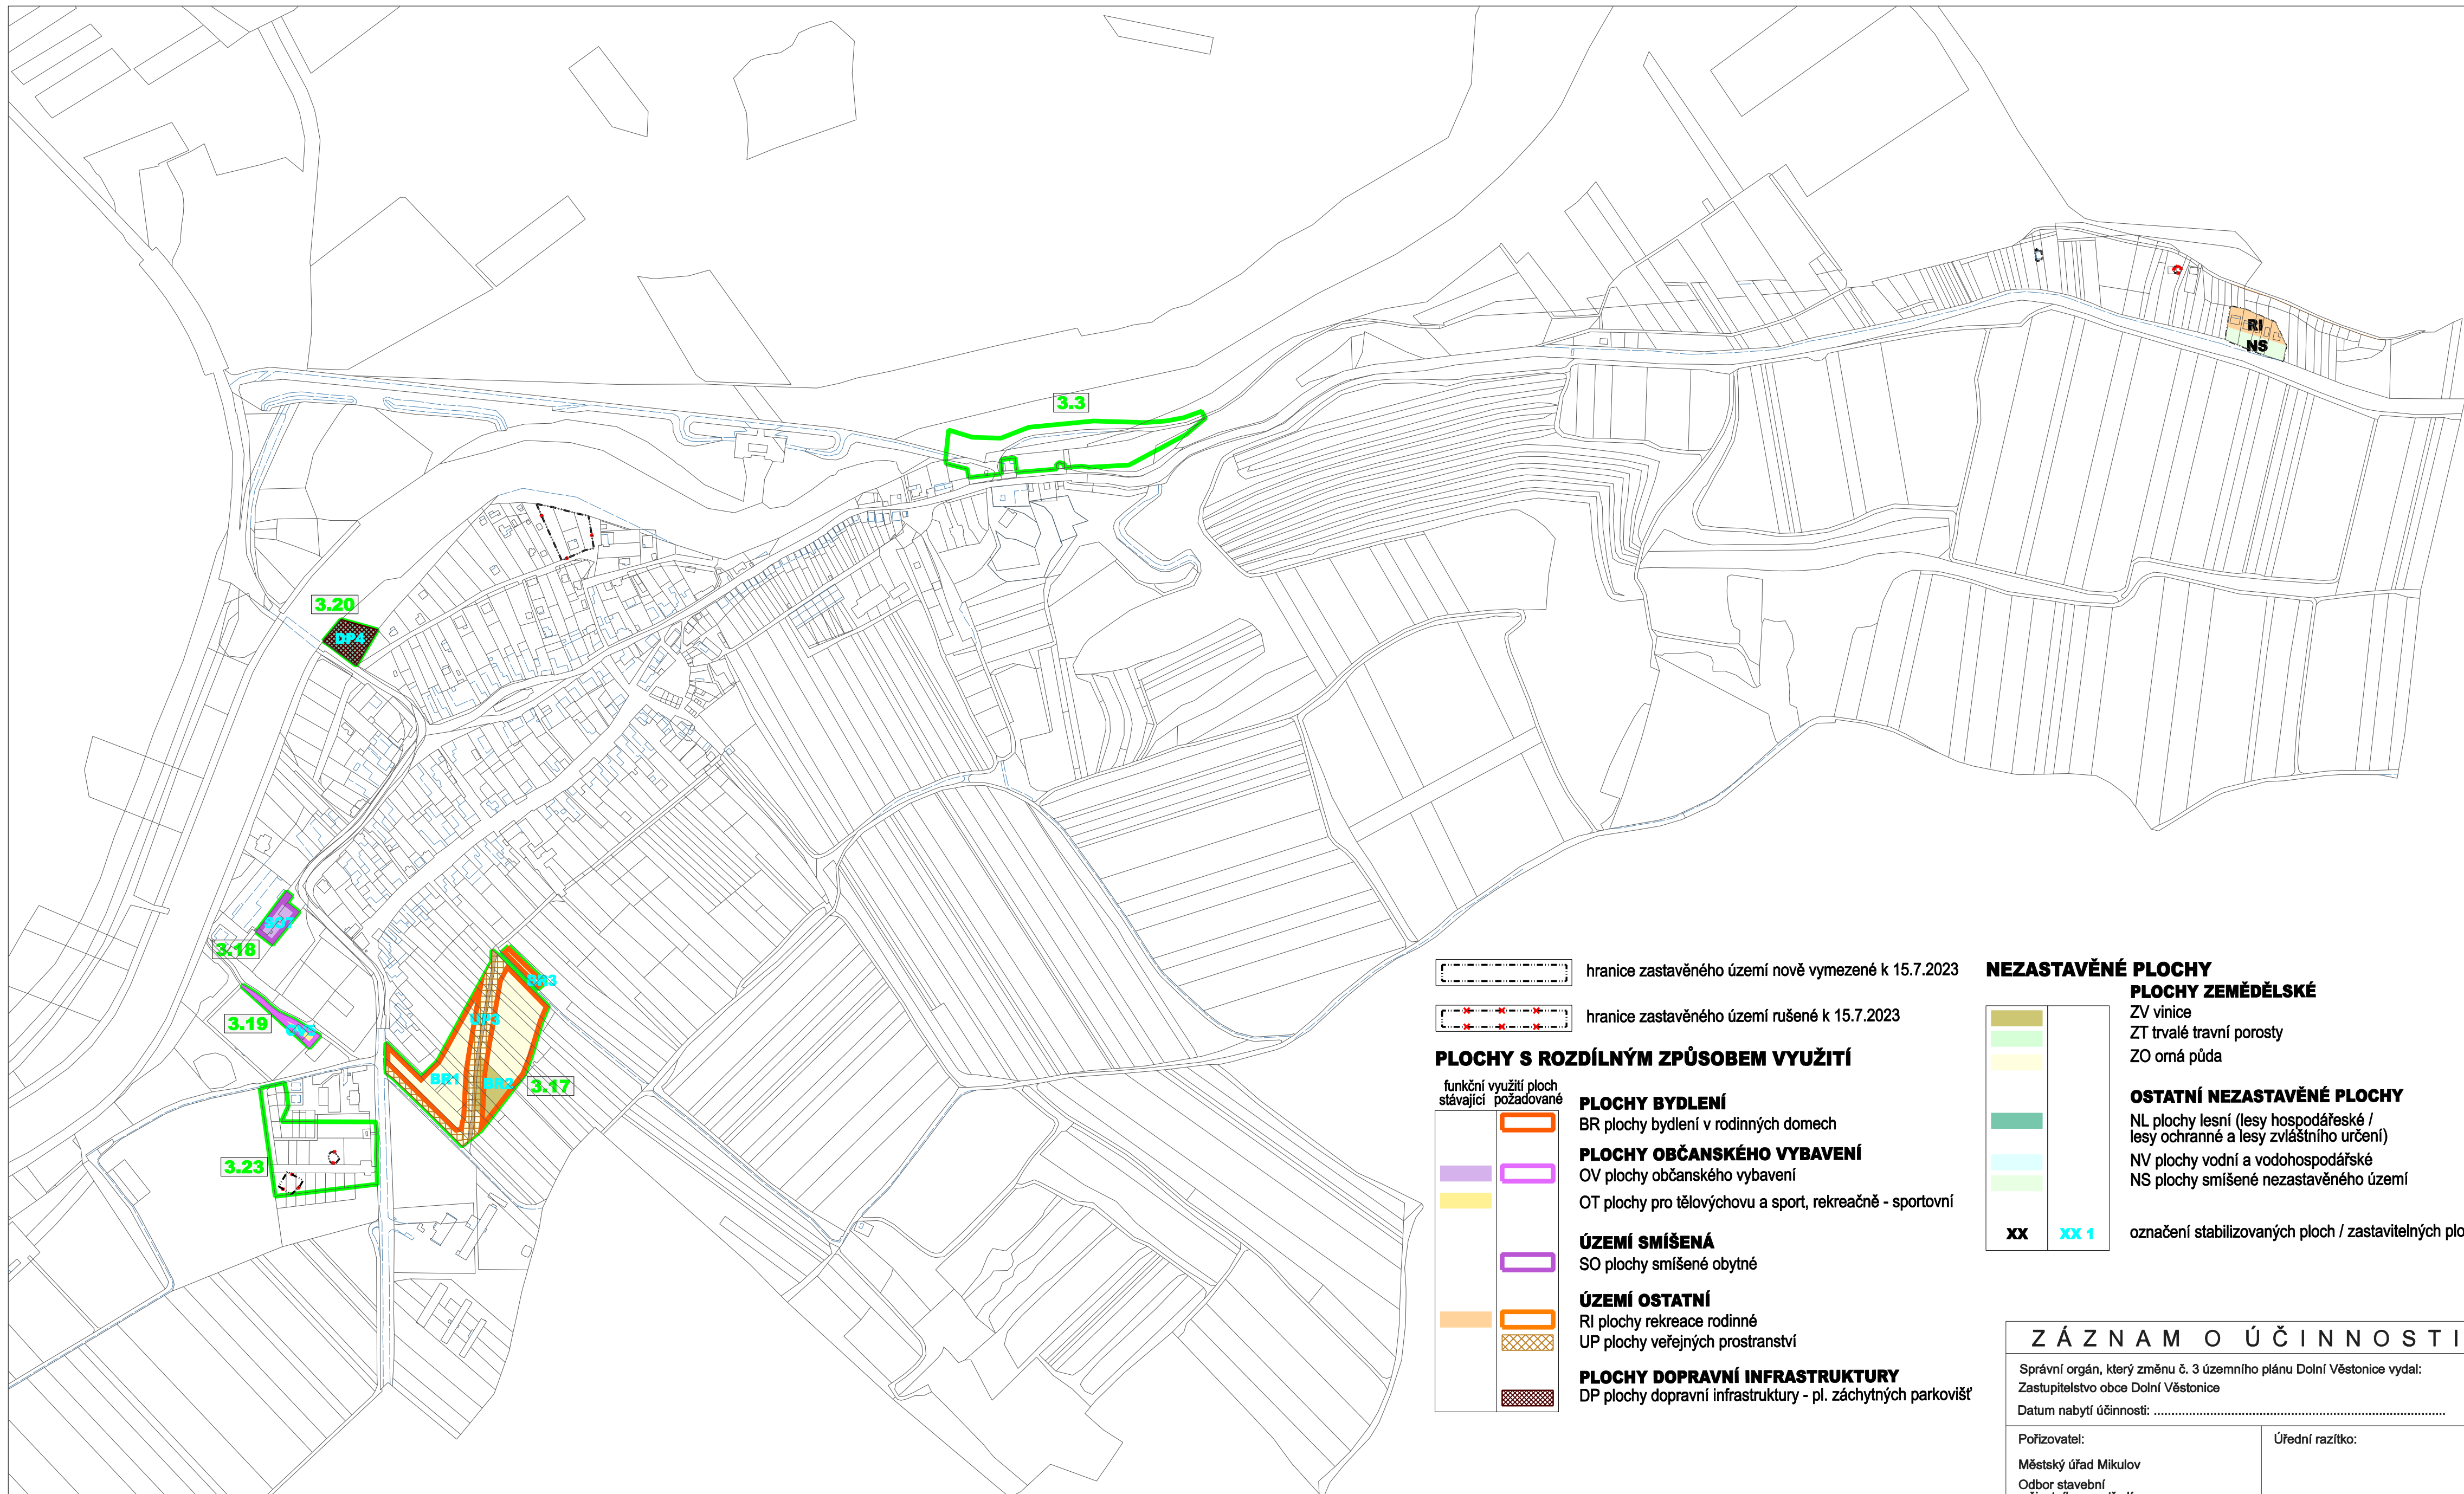 3.3
RI
NS
3.20
DP4
3.18
3.19
BR3
UP3
BR1
BR2
3.17
3.23
hranice zastavěného území nově vymezené k 15.7.2023
hranice zastavěného území rušené k 15.7.2023
PLOCHY S ROZDÍLNÝM ZPŮSOBEM VYUŽITÍ
funkční využití ploch
stávající požadované
PLOCHY BYDLENÍ
BR plochy bydlení v rodinných domech
PLOCHY OBČANSKÉHO VYBAVENÍ
OV plochy občanského vybavení
OT plochy pro tělovýchovu a sport, rekreačně - sportovní
ÚZEMÍ SMÍŠENÁ
SO plochy smíšené obytné
ÚZEMÍ OSTATNÍ
RI plochy rekreace rodinné
UP plochy veřejných prostranství
PLOCHY DOPRAVNÍ INFRASTRUKTURY
DP plochy dopravní infrastruktury - pl. záchytných parkovišť
NEZASTAVĚNÉ PLOCHY
PLOCHY ZEMĚDĚLSKÉ
ZV vinice
ZT trvalé travní porosty
ZO orná půda
OSTATNÍ NEZASTAVĚNÉ PLOCHY
NL plochy lesní (lesy hospodářeské /
lesy ochranné a lesy zvláštního určení)
NV plochy vodní a vodohospodářské
NS plochy smíšené nezastavěného území
XX XX 1 označení stabilizovaných ploch / zastavitelných plo
ZÁZNAM O ÚČINNOSTI
Správní orgán, který změnu č. 3 územního plánu Dolní Věstonice vydal:
Zastupitelstvo obce Dolní Věstonice
Datum nabytí účinnosti: ........................................................................
Pořizovatel:
Úřední razítko:
Městský úřad Mikulov
Odbor stavební